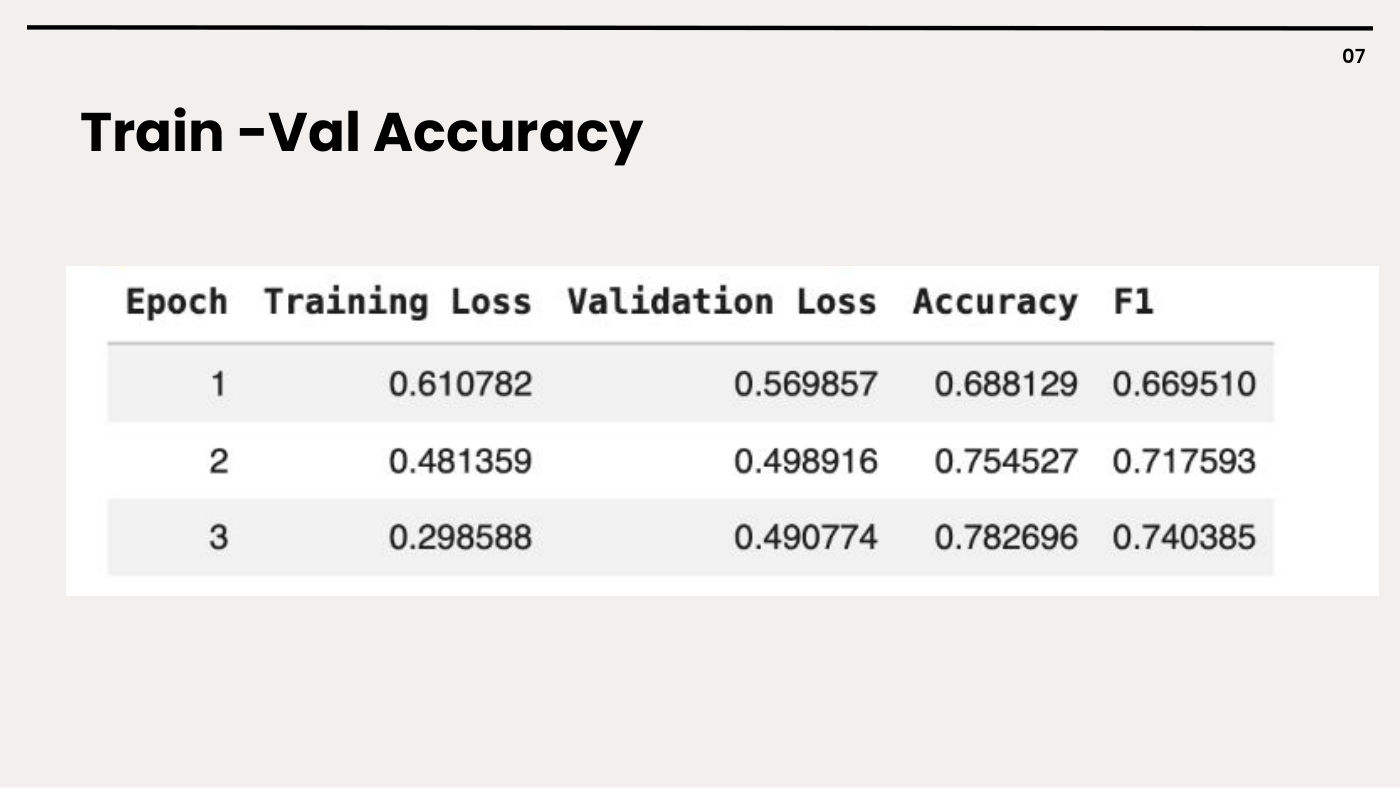 07
Train -Val Accuracy
Epoch Training Loss Validation Loss Accuracy F1
1 0.610782 0.569857 0.688129 0.669510
2 0.481359 0.498916 0.754527 0.717593
3 0.298588 0.490774 0.782696 0.740385